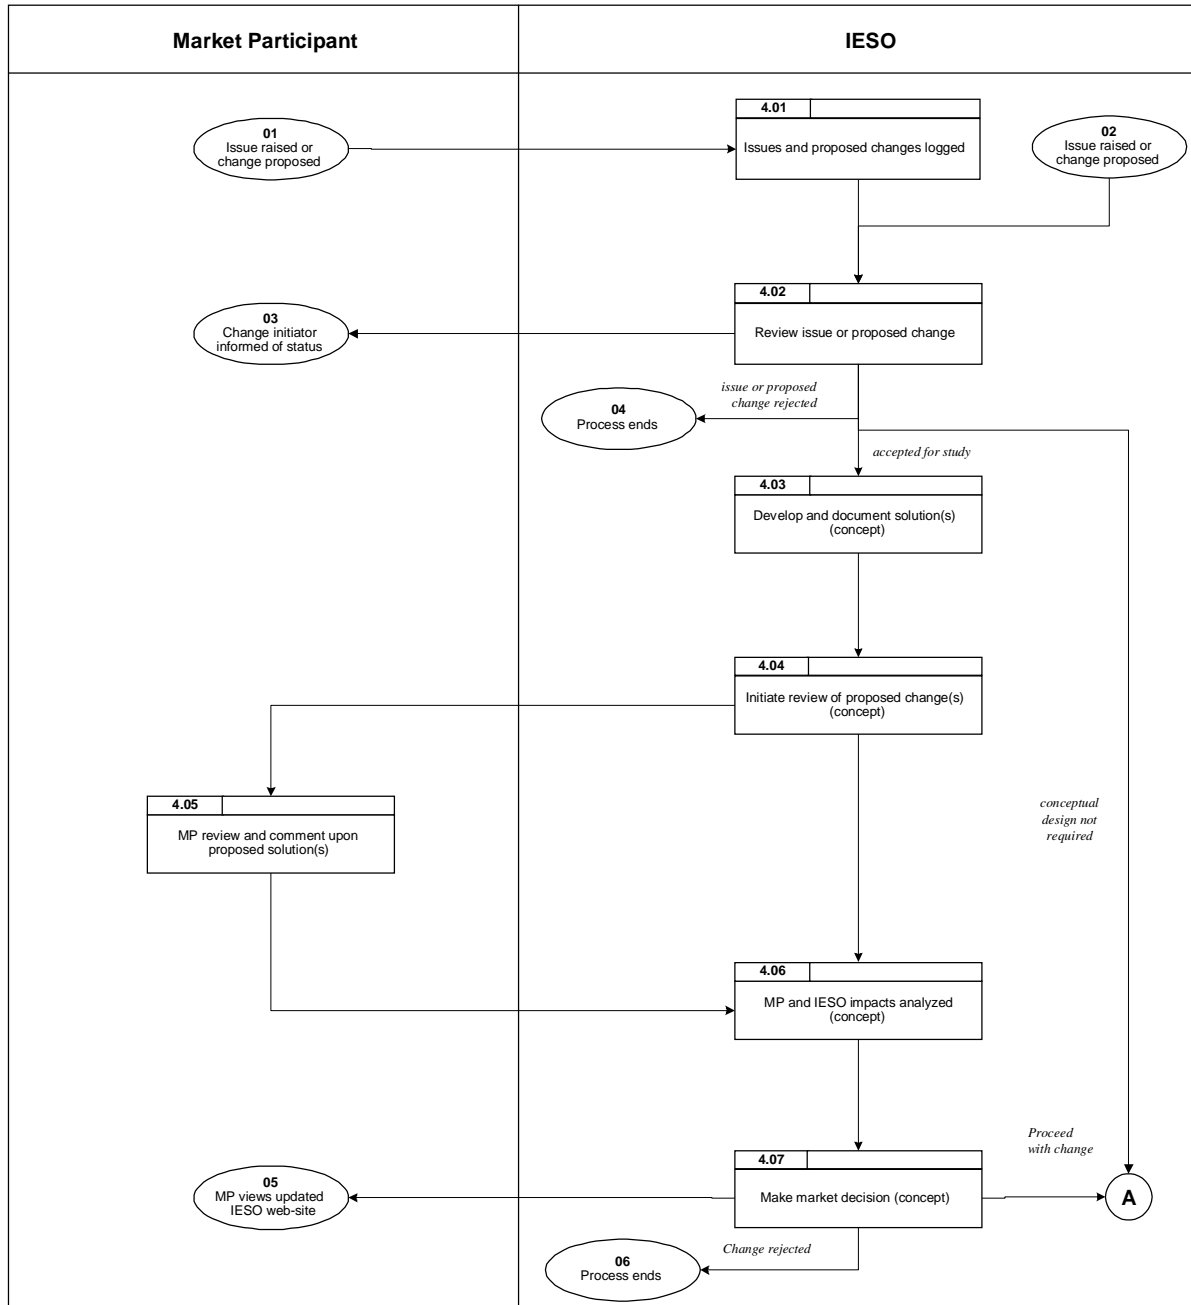 Market Participant
IESO
01
Issue raised or
change proposed
4.01
Issues and proposed changes logged
02
Issue raised or
change proposed
4.02
Review issue or proposed change
03
Change initiator
informed of status
issue or proposed
change rejected
04
Process ends
accepted for study
4.03
Develop and document solution(s)
(concept)
4.04
Initiate review of proposed change(s)
(concept)
4.05
MP review and comment upon
proposed solution(s)
conceptual
design not
required
4.06
MP and IESO impacts analyzed
(concept)
Proceed
with change
4.07
Make market decision (concept)
A
05
MP views updated
IESO web-site
Change rejected
06
Process ends